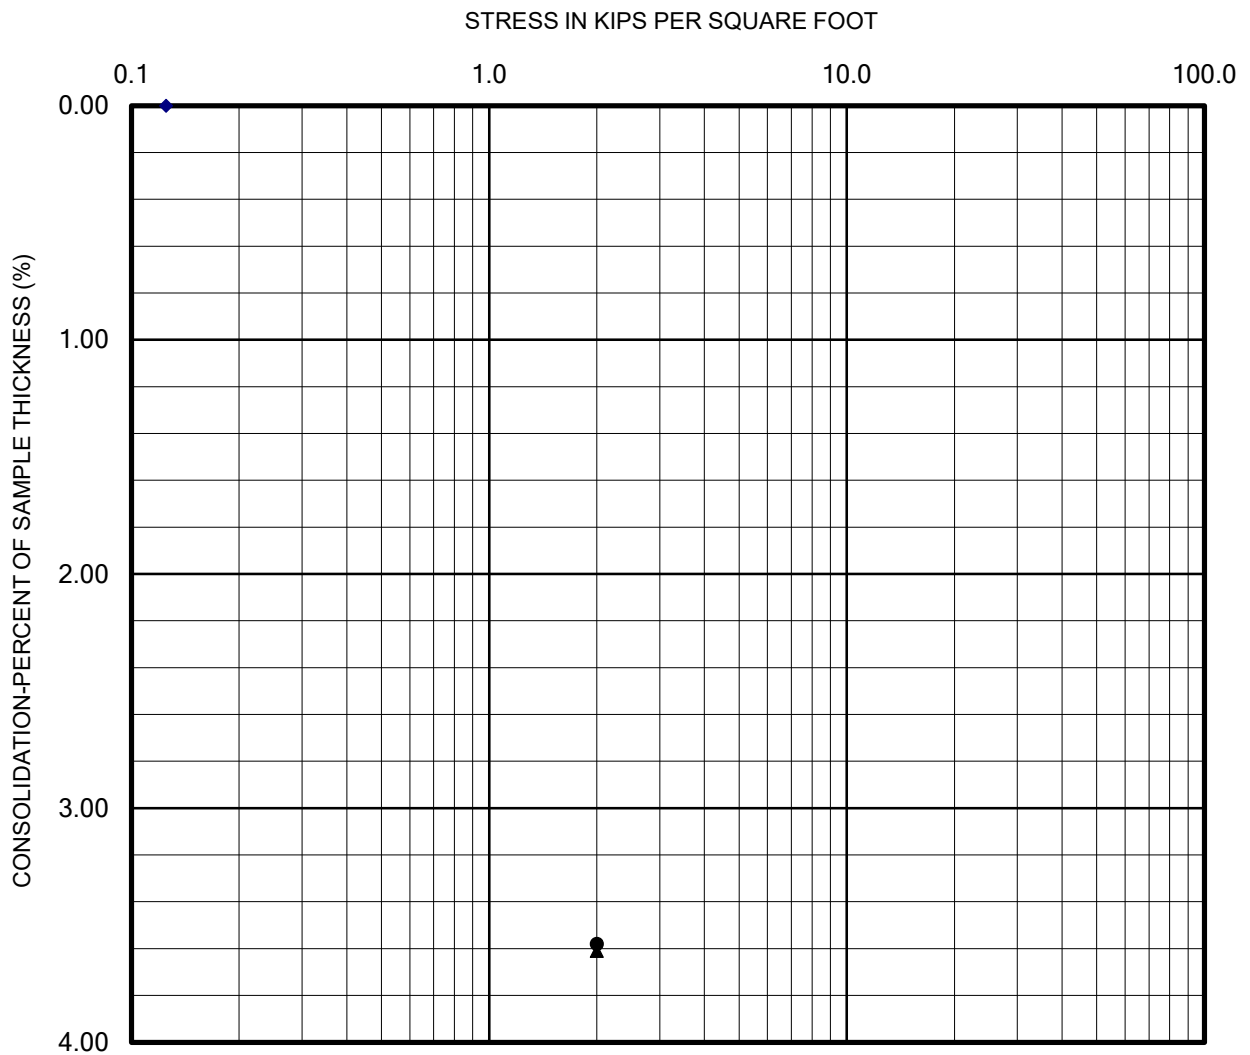 STRESS IN KIPS PER SQUARE FOOT
0.1 1.0 10.0 100.0
0.00
1.00
2.00
3.00
4.00
CONSOLIDATION-PERCENT OF SAMPLE THICKNESS (%)